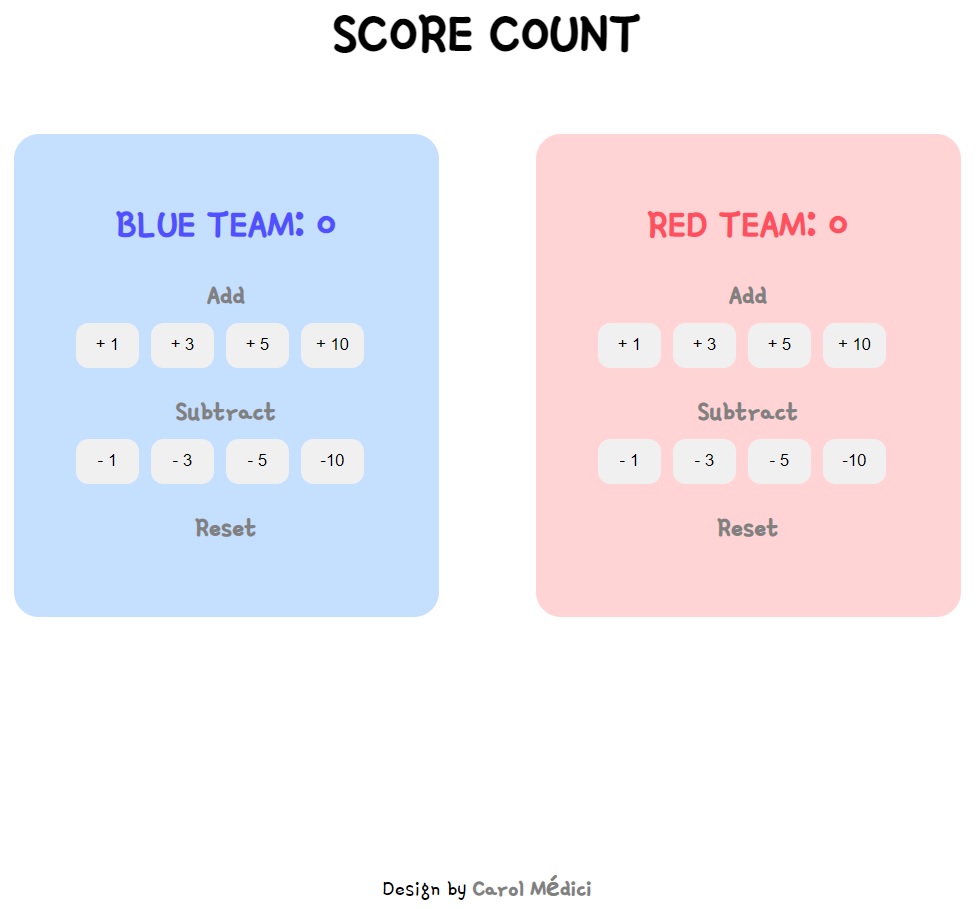 SCORE COUNT
BLUE TEAM: 0
Add
+ 1 + 3 + 5 + 10
Subtract
- 1 - 3 - 5 -10
Reset
RED TEAM: 0
Add
+ 1 + 3 + 5 + 10
Subtract
- 1 - 3 - 5 -10
Reset
Design by Carol Médici